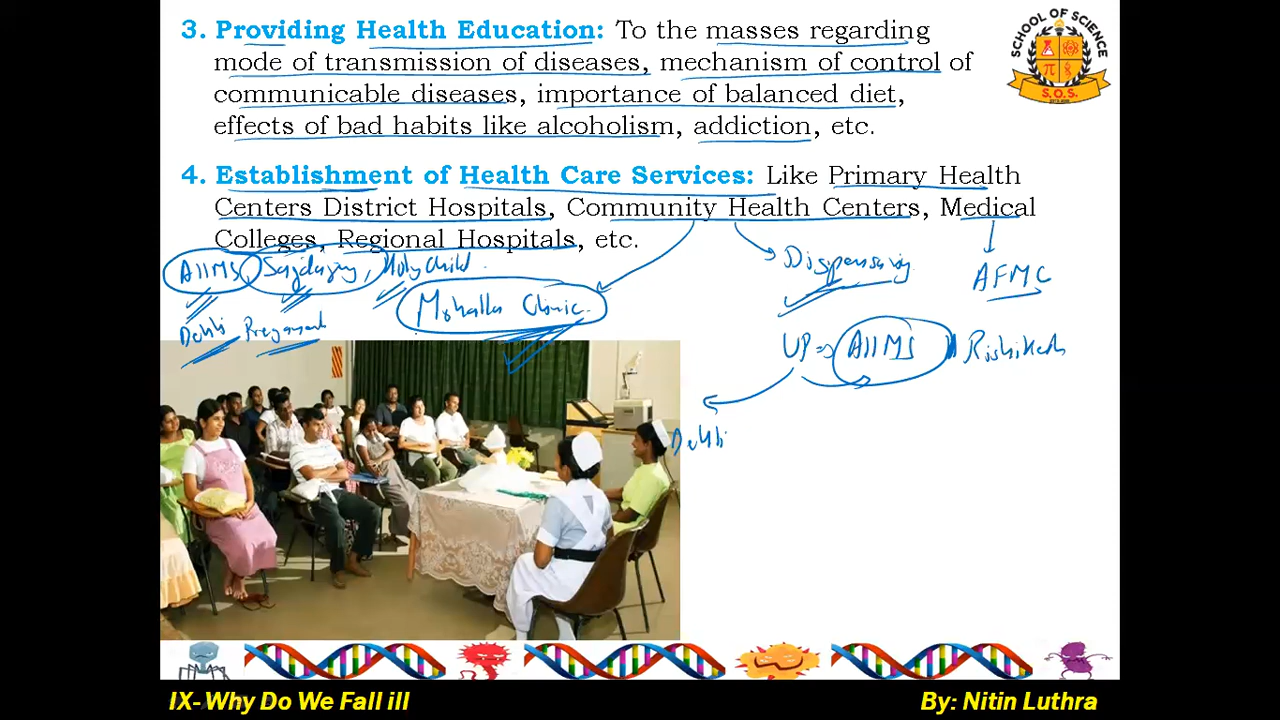 3. Providing Health Education: To the masses regarding
mode of transmission of diseases, mechanism of control of
communicable diseases, importance of balanced diet,
effects of bad habits like alcoholism, addiction, etc.
SCHOOL OF SCIENCE
S.O.S.
4. Establishment of Health Care Services: Like Primary Health
Centers District Hospitals, Community Health Centers, Medical
Colleges, Regional Hospitals, etc.
AIIMS, Holy Child
Dispensary
AFMC
Mohalla Clinic
Delhi
UP ⇒ AIIMS Rishikesh
Delhi
IX-Why Do We Fall ill
By: Nitin Luthra